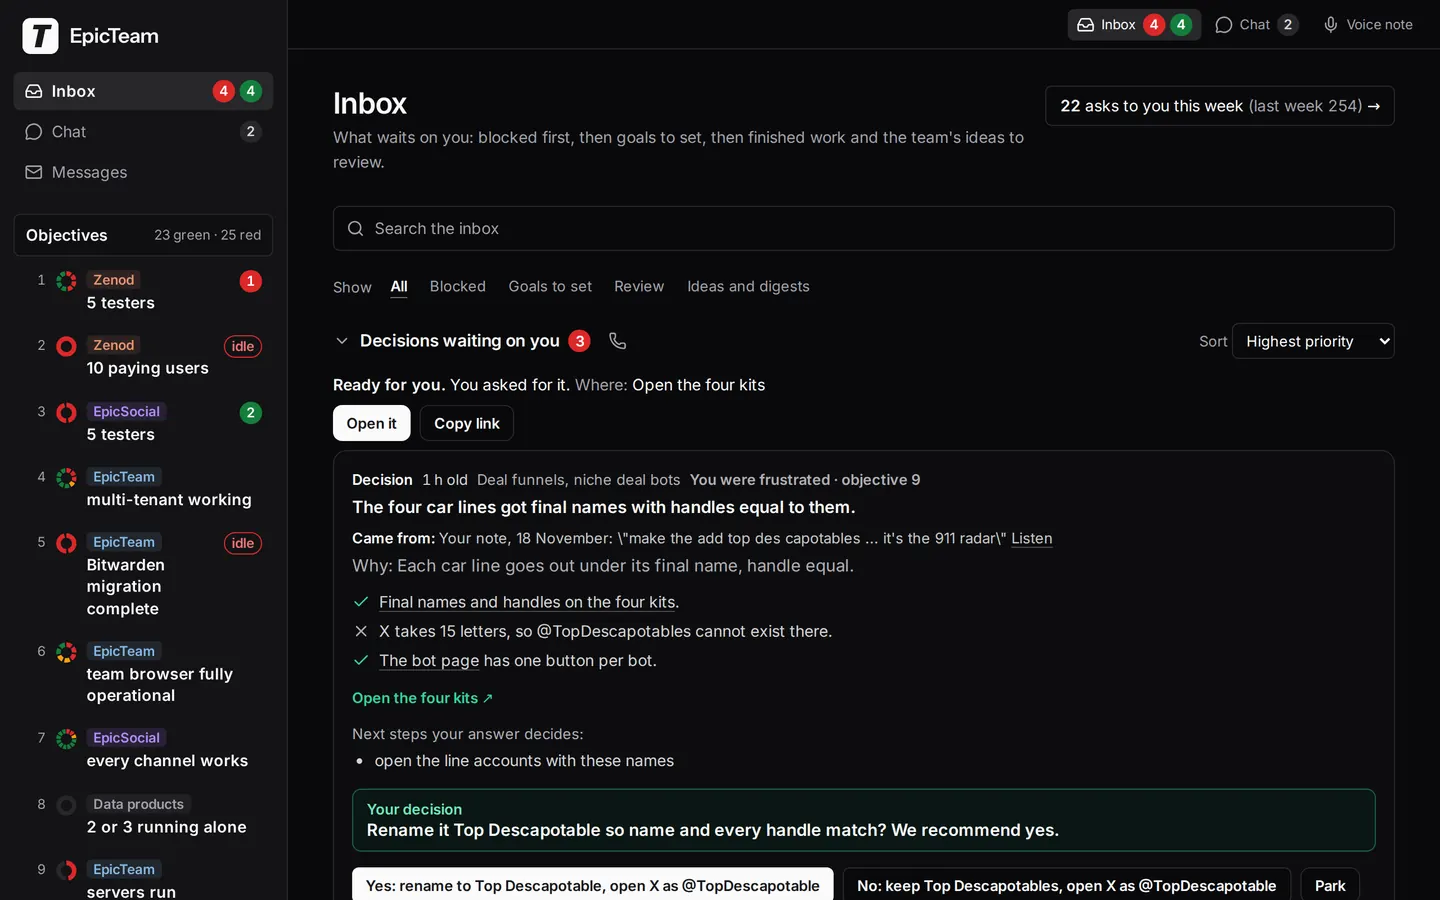 T EpicTeam
Inbox 4 4
Chat 2
Messages
Objectives 23 green · 25 red
1 Zenod 1
5 testers
2 Zenod idle
10 paying users
3 EpicSocial 2
5 testers
4 EpicTeam
multi-tenant working
5 EpicTeam idle
Bitwarden
migration
complete
6 EpicTeam
team browser fully
operational
7 EpicSocial
every channel works
8 Data products
2 or 3 running alone
9 EpicTeam
servers run
Inbox 4 4 Chat 2 Voice note
Inbox
22 asks to you this week (last week 254) →
What waits on you: blocked first, then goals to set, then finished work and the team's ideas to
review.
Search the inbox
Show All Blocked Goals to set Review Ideas and digests
Decisions waiting on you 3
Sort Highest priority
Ready for you. You asked for it. Where: Open the four kits
Open it Copy link
Decision 1 h old Deal funnels, niche deal bots You were frustrated · objective 9
The four car lines got final names with handles equal to them.
Came from: Your note, 18 November: \"make the add top des capotables ... it's the 911 radar\" Listen
Why: Each car line goes out under its final name, handle equal.
✓ Final names and handles on the four kits.
✕ X takes 15 letters, so @TopDescapotables cannot exist there.
✓ The bot page has one button per bot.
Open the four kits ↗
Next steps your answer decides:
• open the line accounts with these names
Your decision
Rename it Top Descapotable so name and every handle match? We recommend yes.
Yes: rename to Top Descapotable, open X as @TopDescapotable No: keep Top Descapotables, open X as @TopDescapotable Park